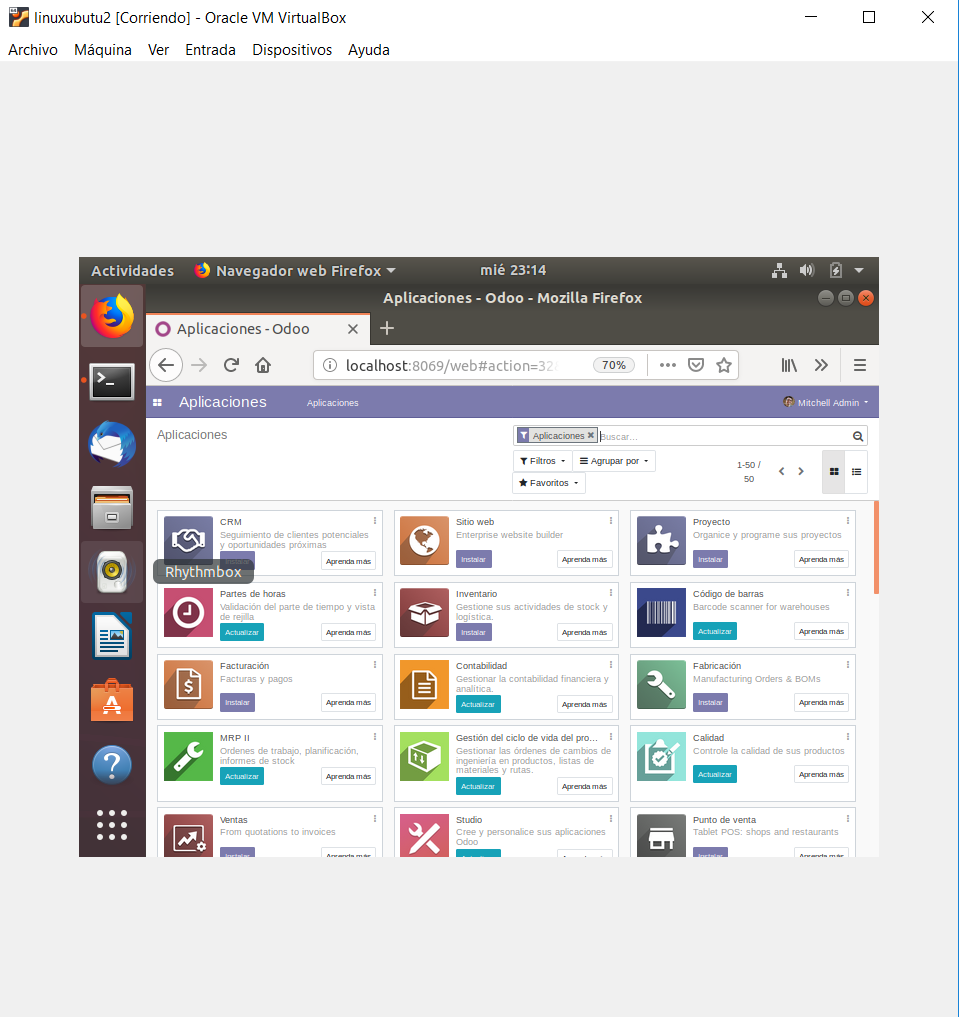 linuxubutu2 [Corriendo] - Oracle VM VirtualBox
Archivo Máquina Ver Entrada Dispositivos Ayuda
Actividades Navegador web Firefox mié 23:14
Aplicaciones - Odoo - Mozilla Firefox
Aplicaciones - Odoo
localhost:8069/web#action=32 70%
Aplicaciones Aplicaciones Mitchell Admin
Aplicaciones Aplicaciones Buscar...
Filtros Agrupar por 1-50 / 50
Favoritos
CRM
Seguimiento de clientes potenciales
y oportunidades próximas
Aprenda más
Sitio web
Enterprise website builder
Instalar Aprenda más
Proyecto
Organice y programe sus proyectos
Instalar Aprenda más
Rhythmbox
Partes de horas
Validación del parte de tiempo y vista
de rejilla
Actualizar Aprenda más
Inventario
Gestione sus actividades de stock y
logística.
Instalar Aprenda más
Código de barras
Barcode scanner for warehouses
Actualizar Aprenda más
Facturación
Facturas y pagos
Instalar Aprenda más
Contabilidad
Gestionar la contabilidad financiera y
analítica.
Actualizar Aprenda más
Fabricación
Manufacturing Orders & BOMs
Instalar Aprenda más
MRP II
Ordenes de trabajo, planificación,
informes de stock
Actualizar Aprenda más
Gestión del ciclo de vida del pro...
Gestionar las órdenes de cambios de
ingeniería en productos, listas de
materiales y rutas.
Actualizar Aprenda más
Calidad
Controle la calidad de sus productos
Actualizar Aprenda más
Ventas
From quotations to invoices
Instalar Aprenda más
Studio
Cree y personalice sus aplicaciones
Odoo
Punto de venta
Tablet POS: shops and restaurants
Instalar Aprenda más